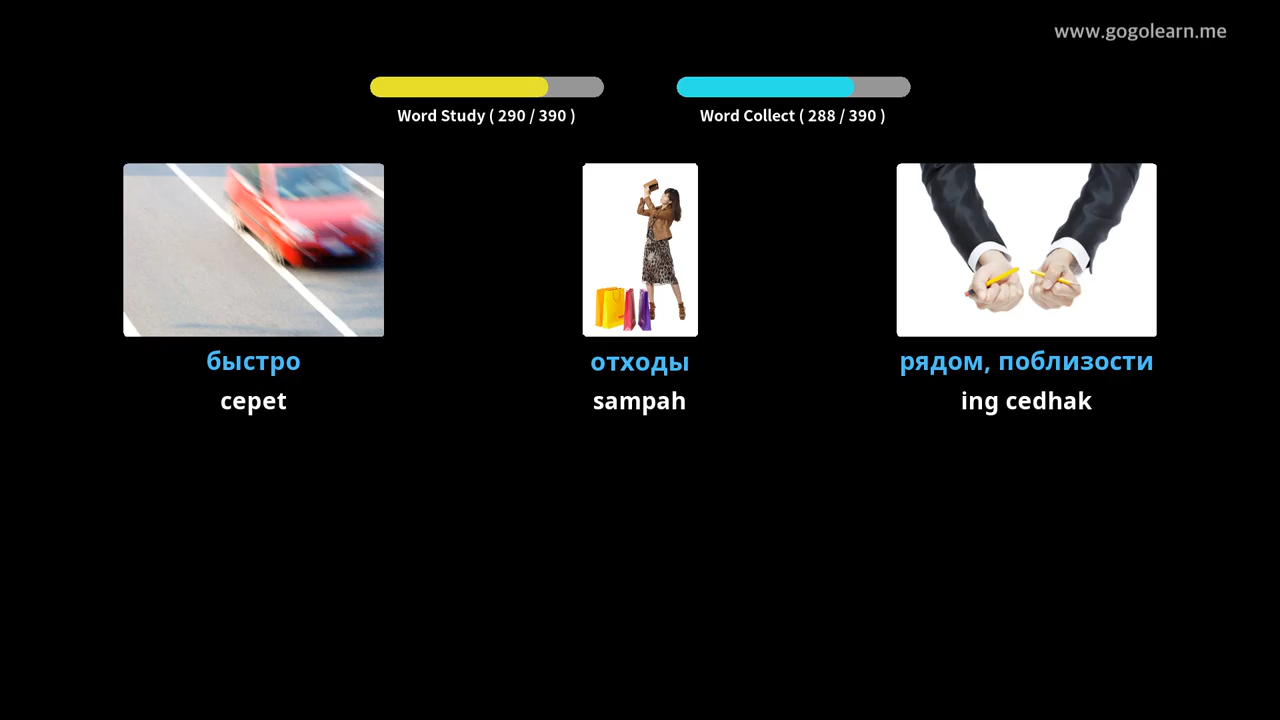 www.gogolearn.me
Word Study ( 290 / 390 )
Word Collect ( 288 / 390 )
быстро
отходы
рядом, поблизости
cepet
sampah
ing cedhak